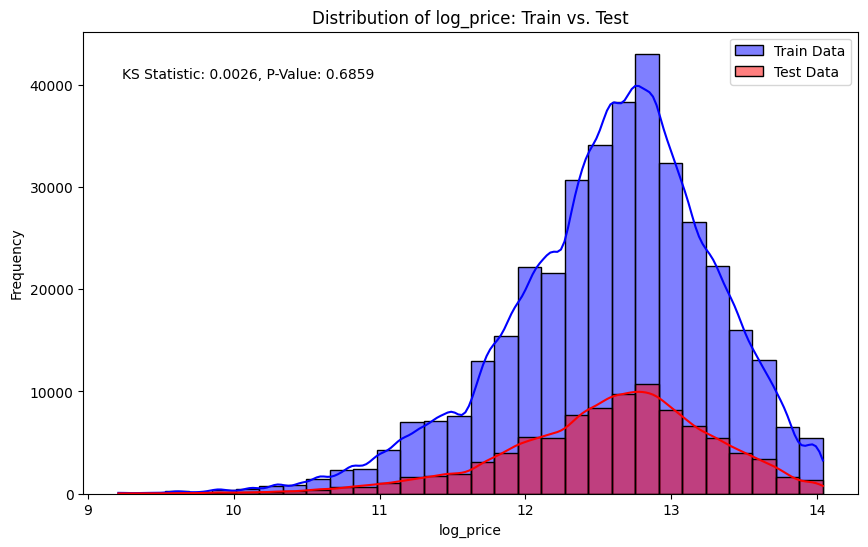 Distribution of log_price: Train vs. Test
KS Statistic: 0.0026, P-Value: 0.6859
Train Data
Test Data
Frequency
40000
30000
20000
10000
0
9
10
11
12
13
14
log_price